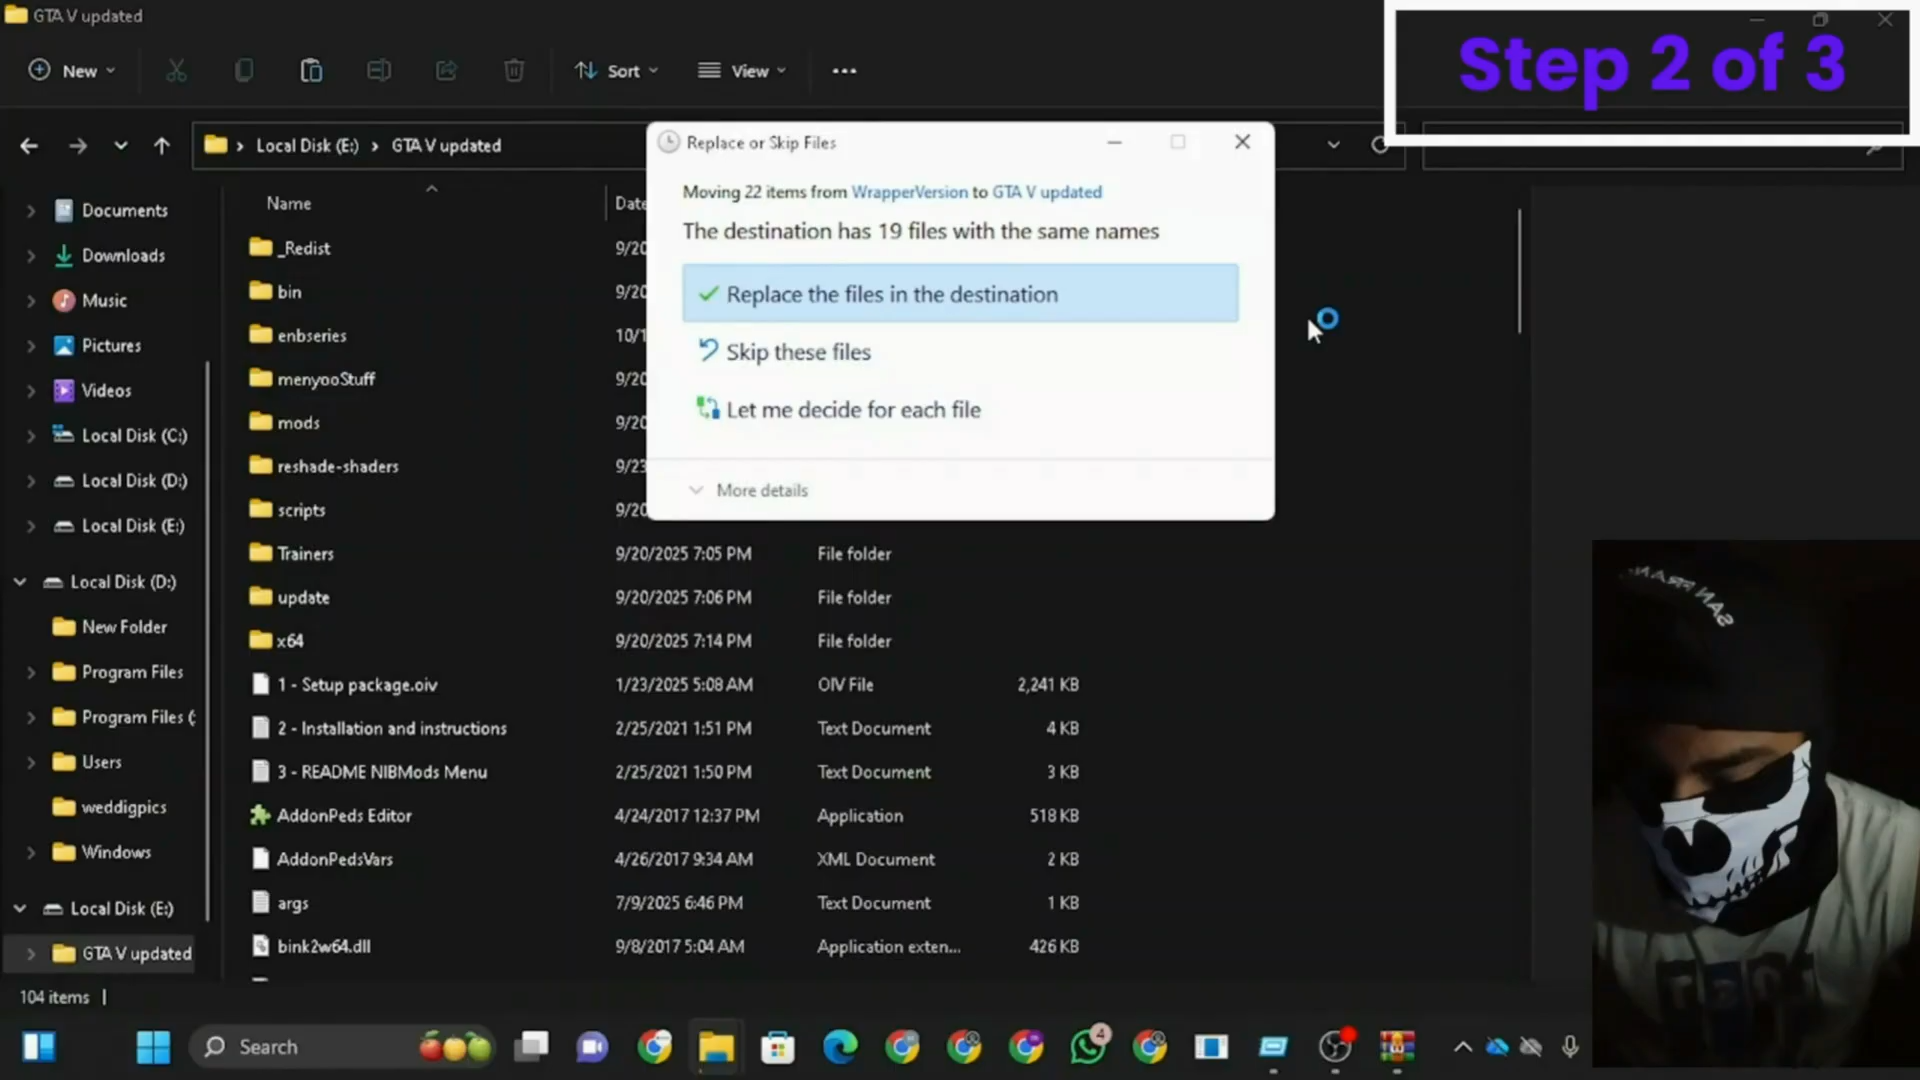 GTA V updated
Step 2 of 3
New
Sort
View
Local Disk (E:)
GTA V updated
Replace or Skip Files
Moving 22 items from WrapperVersion to GTA V updated
The destination has 19 files with the same names
Replace the files in the destination
Skip these files
Let me decide for each file
More details
Documents
Downloads
Music
Pictures
Videos
Local Disk (C:)
Local Disk (D:)
Local Disk (E:)
Local Disk (D:)
New Folder
Program Files
Program Files (
Users
weddigpics
Windows
Local Disk (E:)
GTA V updated
Name
Date
_Redist 9/20
bin 9/20
enbseries 10/1
menyooStuff 9/20
mods 9/20
reshade-shaders 9/23
scripts 9/20
Trainers 9/20/2025 7:05 PM File folder
update 9/20/2025 7:06 PM File folder
x64 9/20/2025 7:14 PM File folder
1 - Setup package.oiv 1/23/2025 5:08 AM OIV File 2,241 KB
2 - Installation and instructions 2/25/2021 1:51 PM Text Document 4 KB
3 - README NIBMods Menu 2/25/2021 1:50 PM Text Document 3 KB
AddonPeds Editor 4/24/2017 12:37 PM Application 518 KB
AddonPedsVars 4/26/2017 9:34 AM XML Document 2 KB
args 7/9/2025 6:46 PM Text Document 1 KB
bink2w64.dll 9/8/2017 5:04 AM Application exten... 426 KB
104 items
Search
4